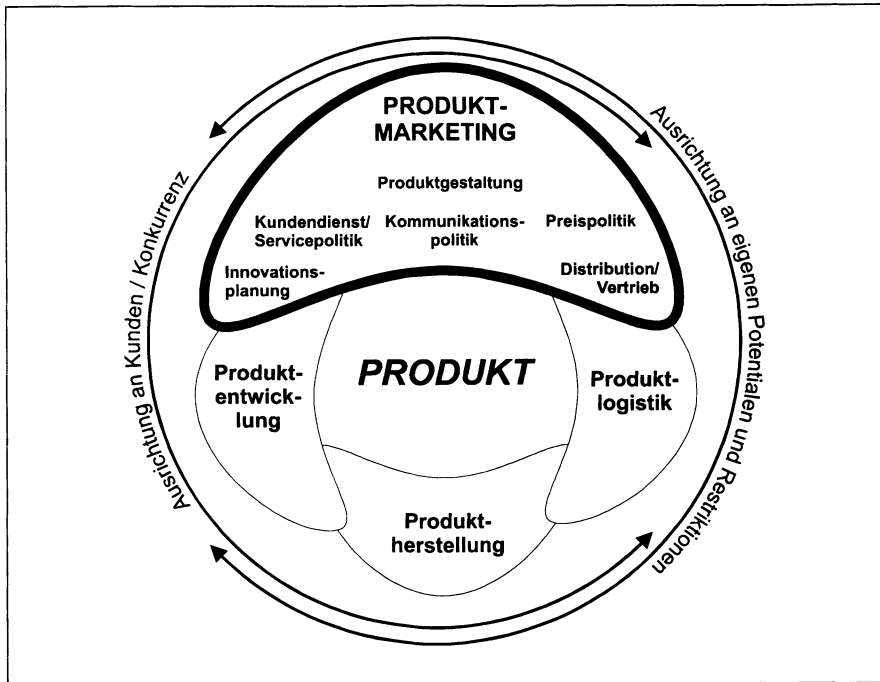 PRODUKT-
MARKETING
Produktgestaltung
Kundendienst/
Servicepolitik
Kommunikations-
politik
Preispolitik
Innovations-
planung
Distribution/
Vertrieb
PRODUKT
Produkt-
entwick-
lung
Produkt-
logistik
Produkt-
herstellung
Ausrichtung an Kunden / Konkurrenz
Ausrichtung an eigenen Potentialen und Restriktionen